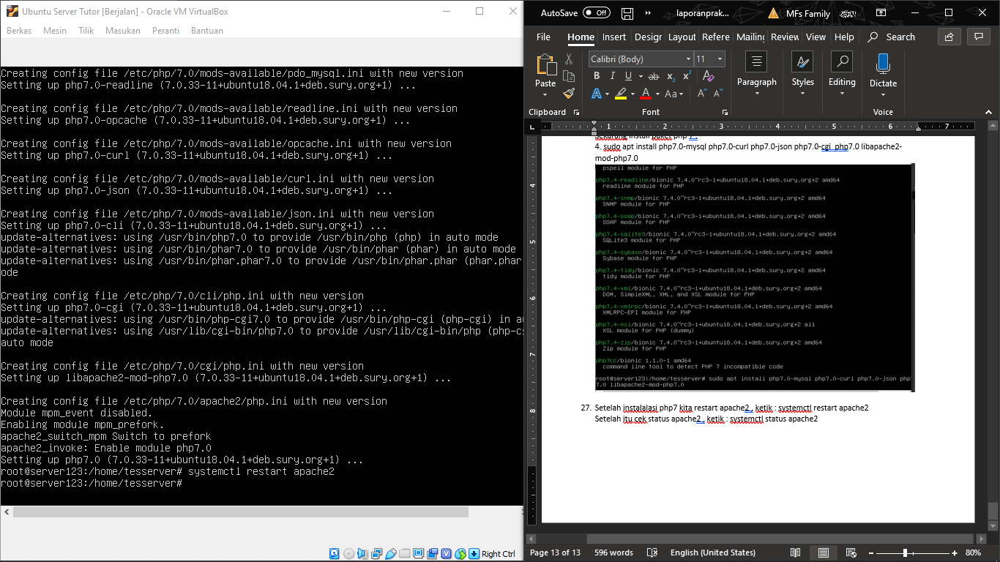 Ubuntu Server Tutor [Berjalan] - Oracle VM VirtualBox
Berkas Mesin Tilik Masukan Peranti Bantuan
Creating config file /etc/php/7.0/mods-available/pdo_mysql.ini with new version
Setting up php7.0-readline (7.0.33-11+ubuntu18.04.1+deb.sury.org+1) ...
Creating config file /etc/php/7.0/mods-available/readline.ini with new version
Setting up php7.0-opcache (7.0.33-11+ubuntu18.04.1+deb.sury.org+1) ...
Creating config file /etc/php/7.0/mods-available/opcache.ini with new version
Setting up php7.0-curl (7.0.33-11+ubuntu18.04.1+deb.sury.org+1) ...
Creating config file /etc/php/7.0/mods-available/curl.ini with new version
Setting up php7.0-json (7.0.33-11+ubuntu18.04.1+deb.sury.org+1) ...
Creating config file /etc/php/7.0/mods-available/json.ini with new version
Setting up php7.0-cli (7.0.33-11+ubuntu18.04.1+deb.sury.org+1) ...
update-alternatives: using /usr/bin/php7.0 to provide /usr/bin/php (php) in auto mode
update-alternatives: using /usr/bin/phar7.0 to provide /usr/bin/phar (phar) in auto mode
update-alternatives: using /usr/bin/phar.phar7.0 to provide /usr/bin/phar.phar (phar.phar
ode
Creating config file /etc/php/7.0/cli/php.ini with new version
Setting up php7.0-cgi (7.0.33-11+ubuntu18.04.1+deb.sury.org+1) ...
update-alternatives: using /usr/bin/php-cgi7.0 to provide /usr/bin/php-cgi (php-cgi) in au
update-alternatives: using /usr/lib/cgi-bin/php7.0 to provide /usr/lib/cgi-bin/php (php-cg
auto mode
Creating config file /etc/php/7.0/cgi/php.ini with new version
Setting up libapache2-mod-php7.0 (7.0.33-11+ubuntu18.04.1+deb.sury.org+1) ...
Creating config file /etc/php/7.0/apache2/php.ini with new version
Module mpm_event disabled.
Enabling module mpm_prefork.
apache2_switch_mpm Switch to prefork
apache2_invoke: Enable module php7.0
Setting up php7.0 (7.0.33-11+ubuntu18.04.1+deb.sury.org+1) ...
root@server123:/home/tesserver# systemctl restart apache2
root@server123:/home/tesserver#
Right Ctrl
AutoSave Off laporanprak... MFs Family
File Home Insert Design Layout Refere Mailing Review View Help Search
Calibri (Body) 11
Paste B I U ab x2 x2 Paragraph Styles Editing Dictate
A A Aa A A
Clipboard Font Voice
1 2 3 4 5 6 7
4 5 6 7 8
sekarang install paket php 7 :
4. sudo apt install php7.0-mysql php7.0-curl php7.0-json php7.0-cgi php7.0 libapache2-
mod-php7.0
pspell module for PHP
php7.4-readline/bionic 7.4.0~rc3-1+ubuntu18.04.1+deb.sury.org+2 amd64
readline module for PHP
php7.4-snmp/bionic 7.4.0~rc3-1+ubuntu18.04.1+deb.sury.org+2 amd64
SNMP module for PHP
php7.4-soap/bionic 7.4.0~rc3-1+ubuntu18.04.1+deb.sury.org+2 amd64
SOAP module for PHP
php7.4-sqlite3/bionic 7.4.0~rc3-1+ubuntu18.04.1+deb.sury.org+2 amd64
SQLite3 module for PHP
php7.4-sybase/bionic 7.4.0~rc3-1+ubuntu18.04.1+deb.sury.org+2 amd64
Sybase module for PHP
php7.4-tidy/bionic 7.4.0~rc3-1+ubuntu18.04.1+deb.sury.org+2 amd64
tidy module for PHP
php7.4-xml/bionic 7.4.0~rc3-1+ubuntu18.04.1+deb.sury.org+2 amd64
DOM, SimpleXML, XML, and XSL module for PHP
php7.4-xmlrpc/bionic 7.4.0~rc3-1+ubuntu18.04.1+deb.sury.org+2 amd64
XMLRPC-EPI module for PHP
php7.4-xsl/bionic 7.4.0~rc3-1+ubuntu18.04.1+deb.sury.org+2 all
XSL module for PHP (dummy)
php7.4-zip/bionic 7.4.0~rc3-1+ubuntu18.04.1+deb.sury.org+2 amd64
Zip module for PHP
php7cc/bionic 1.1.0-1 amd64
command line tool to detect PHP 7 incompatible code
root@server123:/home/tesserver# sudo apt install php7.0-mysql php7.0-curl php7.0-json php
7.0 libapache2-mod-php7.0
27. Setelah instalalasi php7 kita restart apache2 , ketik : systemctl restart apache2
Setelah itu cek status apache2 , ketik : systemctl status apache2
Page 13 of 13 596 words English (United States) 80%